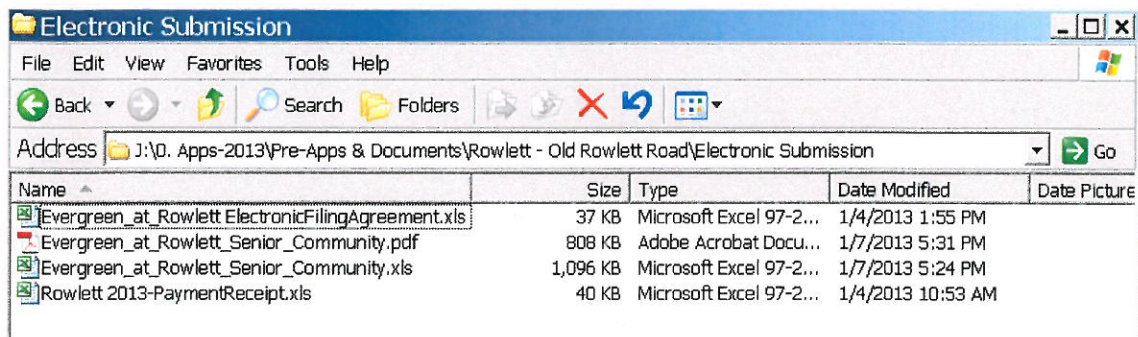 Electronic Submission
File Edit View Favorites Tools Help
Back Search Folders
Address J:\0. Apps-2013\Pre-Apps & Documents\Rowlett - Old Rowlett Road\Electronic Submission Go
Name Size Type Date Modified Date Picture
Evergreen_at_Rowlett ElectronicFilingAgreement.xls 37 KB Microsoft Excel 97-2... 1/4/2013 1:55 PM
Evergreen_at_Rowlett_Senior_Community.pdf 808 KB Adobe Acrobat Docu... 1/7/2013 5:31 PM
Evergreen_at_Rowlett_Senior_Community.xls 1,096 KB Microsoft Excel 97-2... 1/7/2013 5:24 PM
Rowlett 2013-PaymentReceipt.xls 40 KB Microsoft Excel 97-2... 1/4/2013 10:53 AM